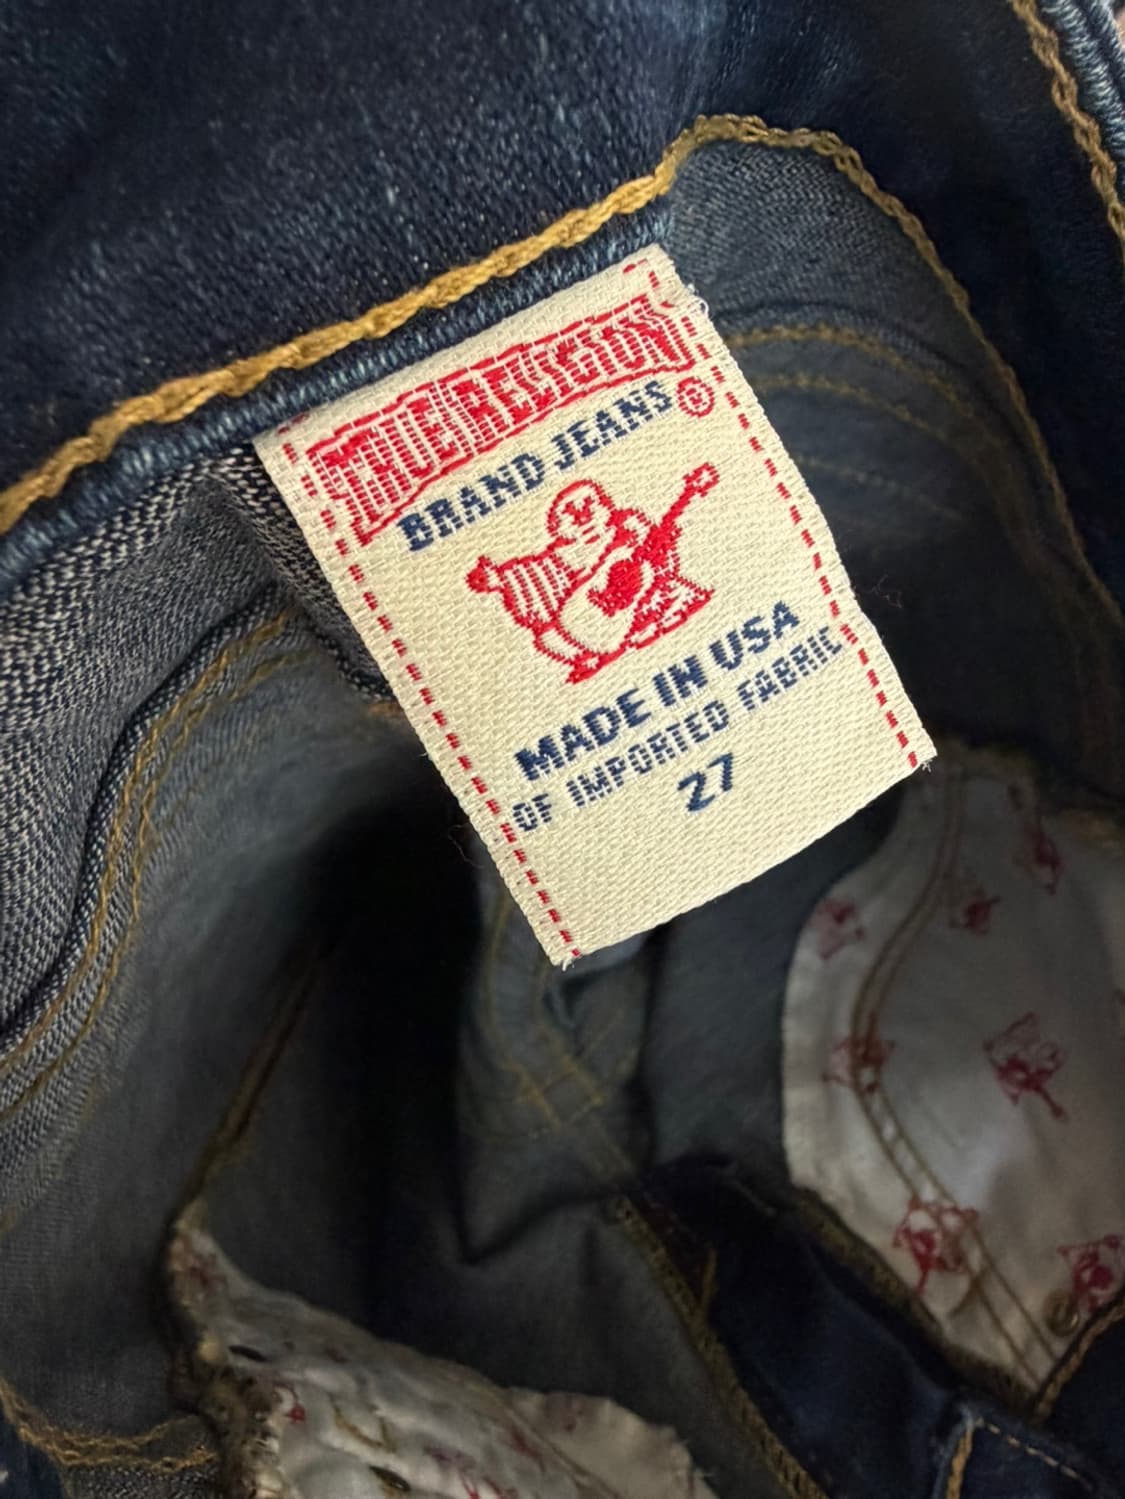 TRUE RELIGION
BRAND JEANS ®
MADE IN USA
OF IMPORTED FABRIC
27